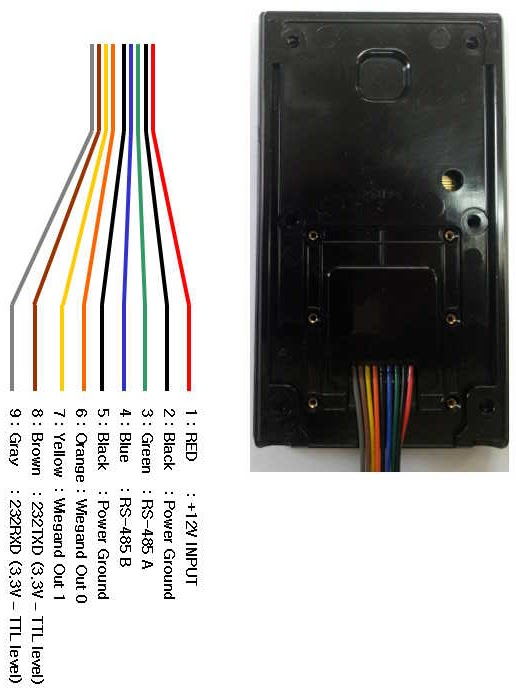 1 : RED : +12V INPUT
2 : Black : Power Ground
3 : Green : RS-485 A
4 : Blue : RS-485 B
5 : Black : Power Ground
6 : Orange : Wiegand Out 0
7 : Yellow : Wiegand Out 1
8 : Brown : 232TXD (3.3V - TTL level)
9 : Gray : 232RXD (3.3V - TTL level)